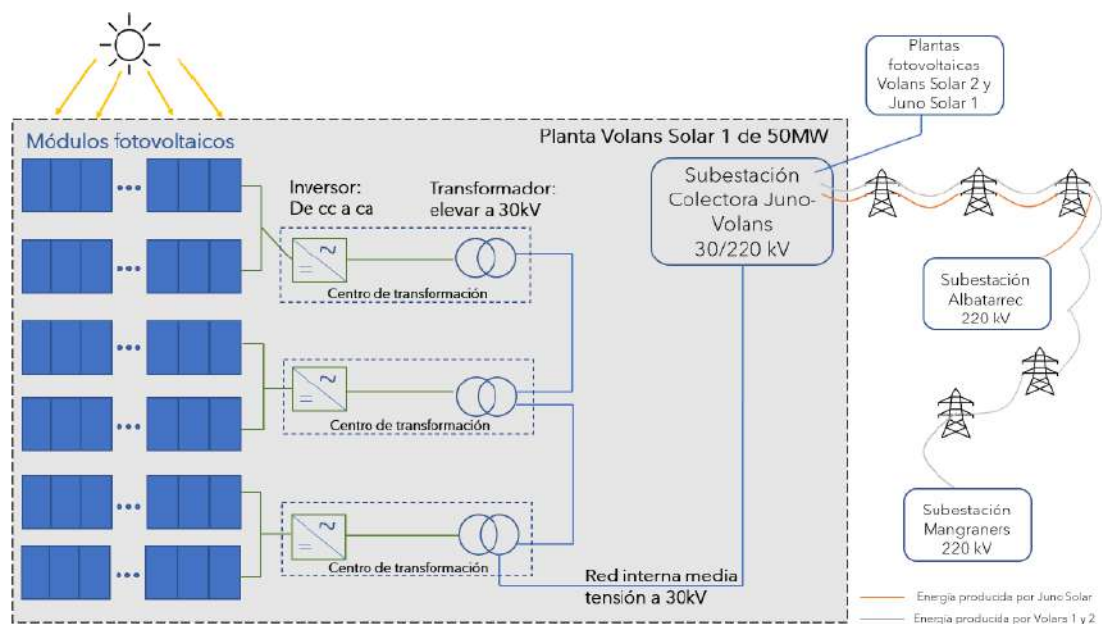 Plantas
fotovoltaicas
Volans Solar 2 y
Juno Solar 1
Módulos fotovoltaicos
Planta Volans Solar 1 de 50MW
Inversor:
De cc a ca
Transformador:
elevar a 30kV
Subestación
Colectora Juno-
Volans
30/220 kV
Centro de transformación
Subestación
Albatarrec
220 kV
Centro de transformación
Subestación
Mangraners
220 kV
Centro de transformación
Red interna media
tensión a 30kV
Energía producida por Juno Solar
Energía producida por Volars 1 y 2